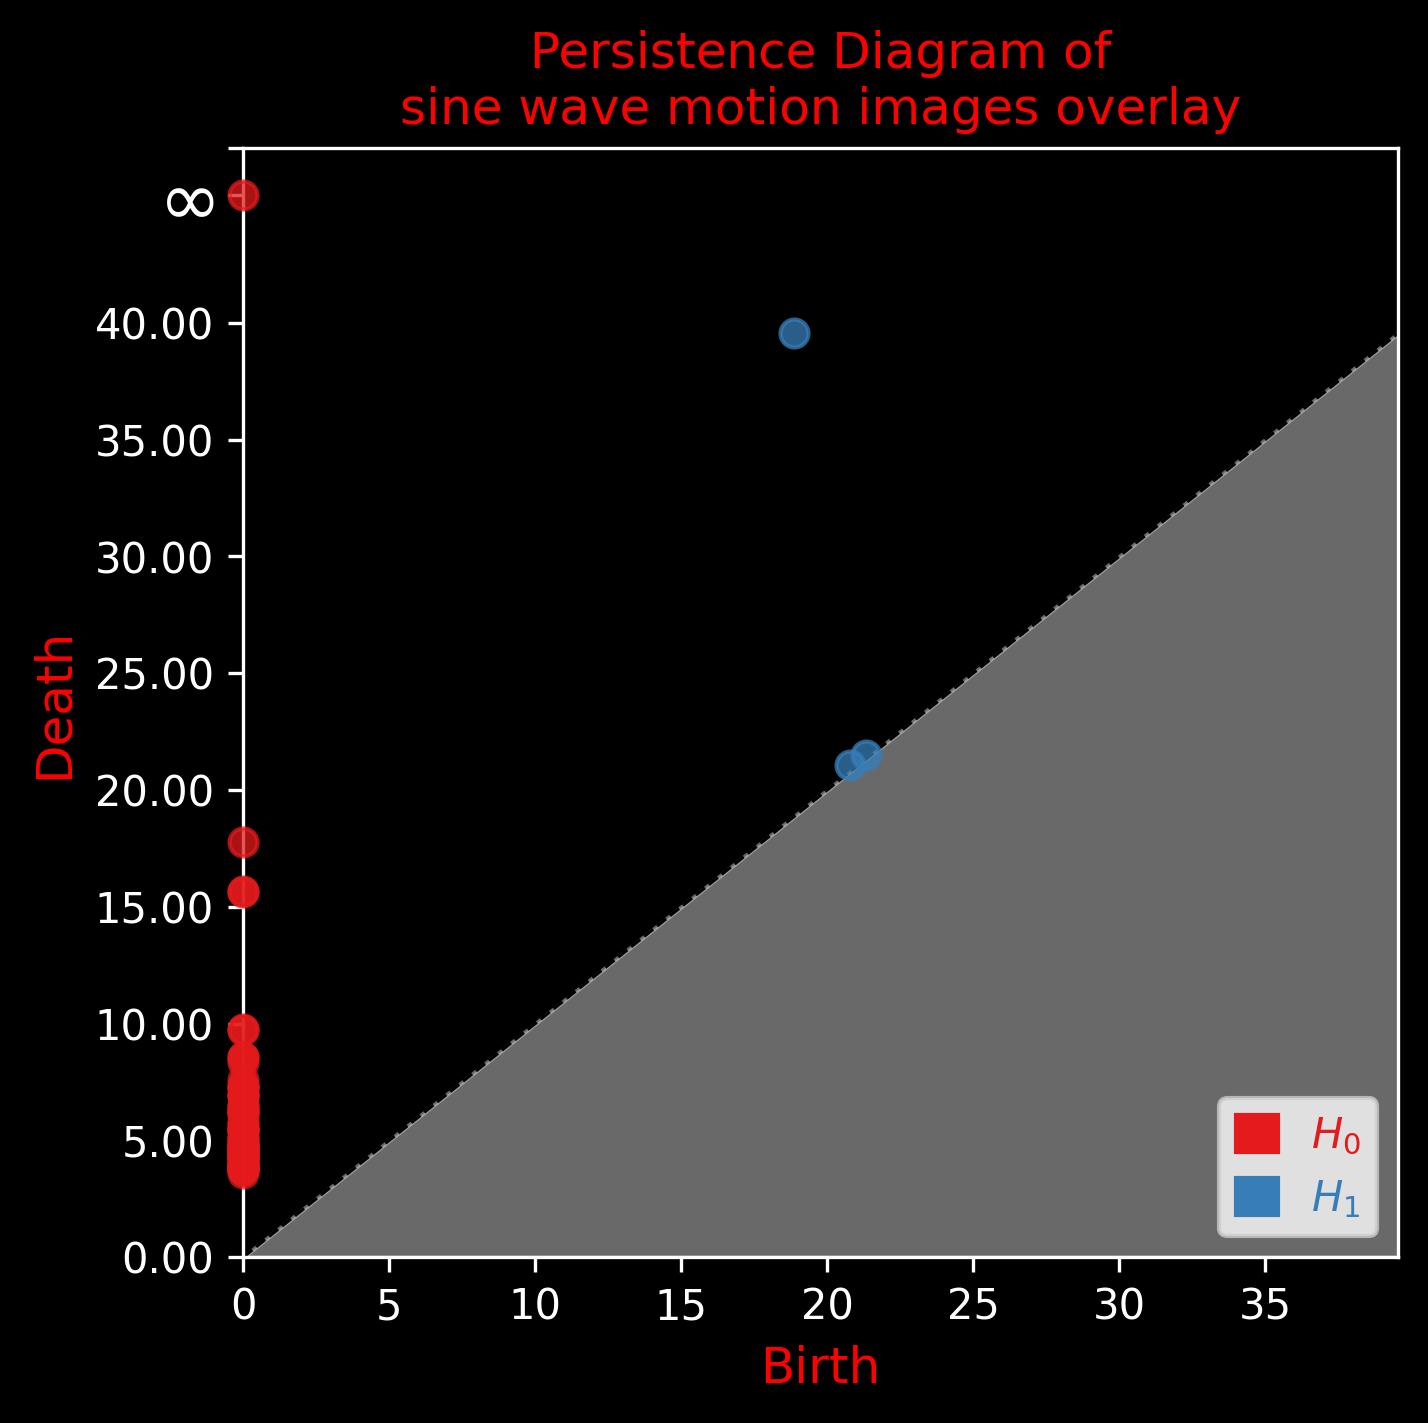 Persistence Diagram of
sine wave motion images overlay
∞
40.00
35.00
30.00
25.00
20.00
15.00
10.00
5.00
0.00
Death
0 5 10 15 20 25 30 35
Birth
H₀
H₁